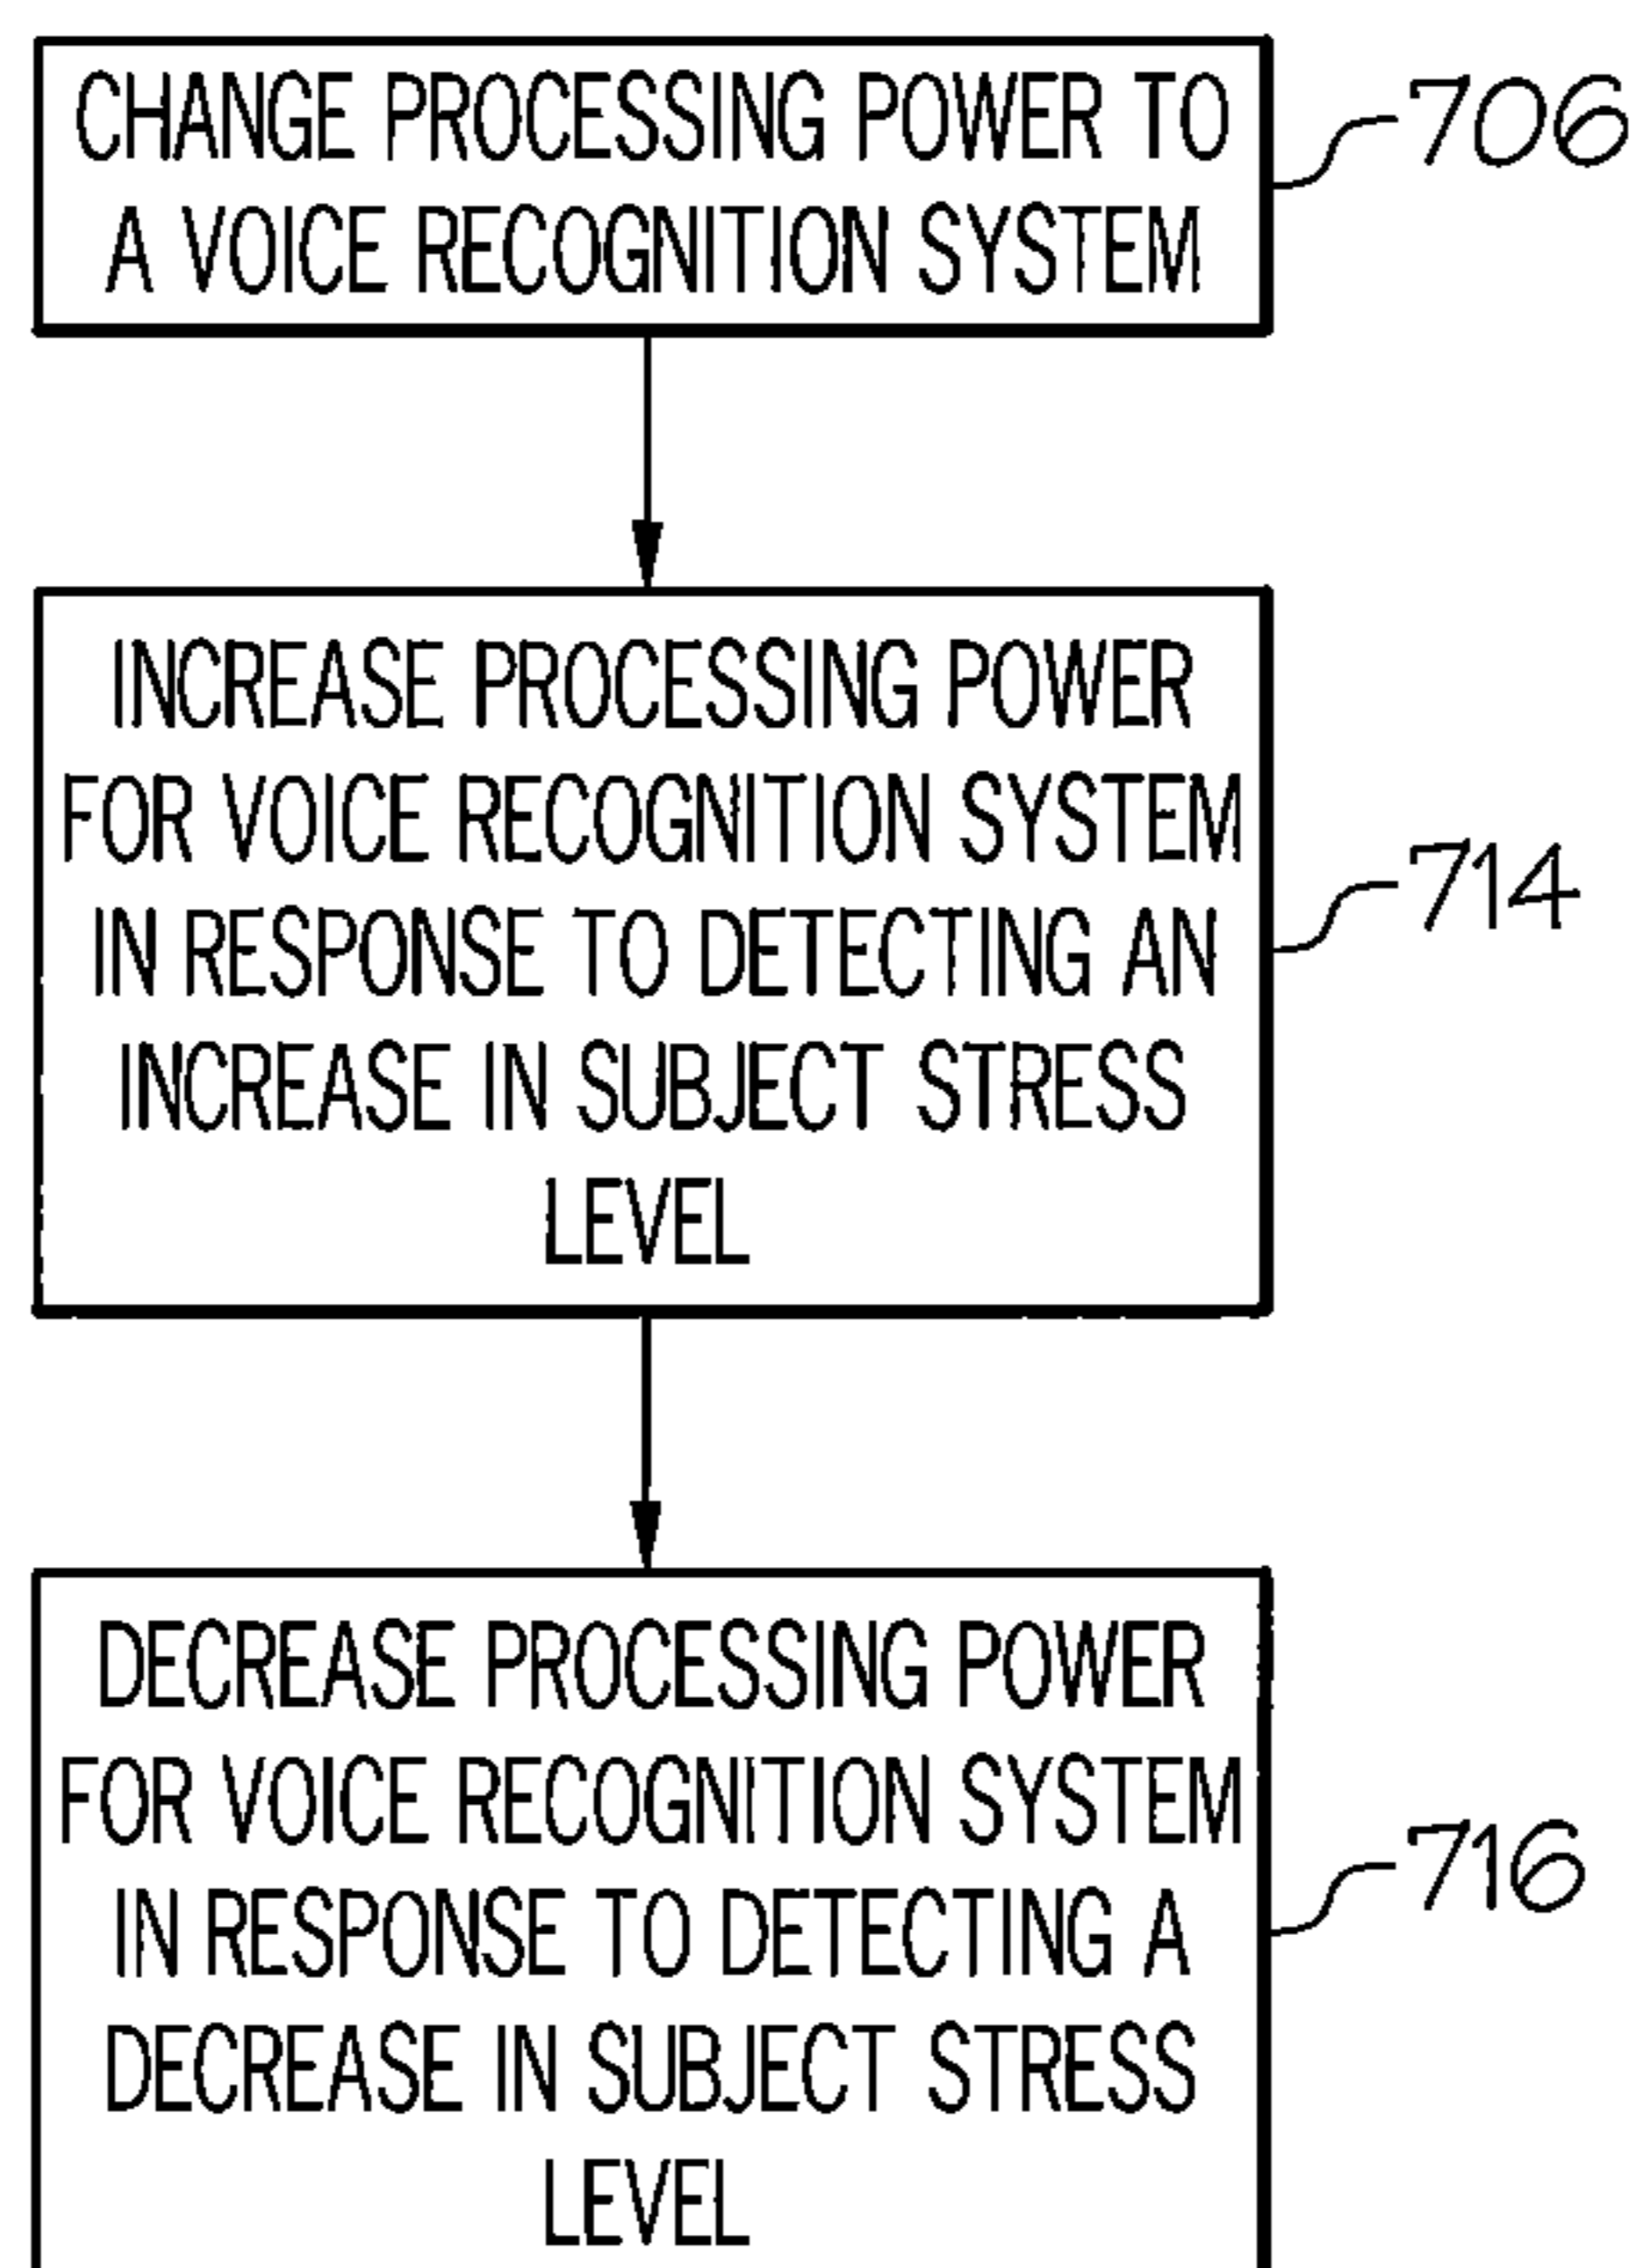 CHANGE PROCESSING POWER TO
A VOICE RECOGNITION SYSTEM
706
INCREASE PROCESSING POWER
FOR VOICE RECOGNITION SYSTEM
IN RESPONSE TO DETECTING AN
INCREASE IN SUBJECT STRESS
LEVEL
714
DECREASE PROCESSING POWER
FOR VOICE RECOGNITION SYSTEM
IN RESPONSE TO DETECTING A
DECREASE IN SUBJECT STRESS
LEVEL
716